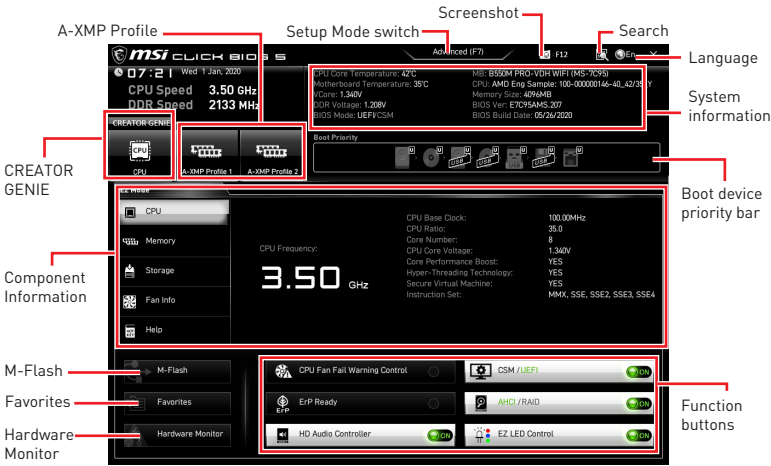 Screenshot
A-XMP Profile
Setup Mode switch
Search
Language
System
information
CREATOR
GENIE
Boot device
priority bar
Component
Information
M-Flash
Favorites
Hardware
Monitor
Function
buttons
msi CLICK BIOS 5
Advanced (F7)
F12
En
07:21 Wed 1 Jan, 2020
CPU Speed 3.50 GHz
DDR Speed 2133 MHz
CREATOR GENIE
CPU
A-XMP Profile 1
A-XMP Profile 2
CPU Core Temperature: 42°C
Motherboard Temperature: 35°C
VCore: 1.340V
DDR Voltage: 1.208V
BIOS Mode: UEFI/CSM
MB: B550M PRO-VDH WIFI (MS-7C95)
CPU: AMD Eng Sample: 100-000000146-40_42/35_Y
Memory Size: 4096MB
BIOS Ver: E7C95AMS.207
BIOS Build Date: 05/26/2020
Boot Priority
U U U U U U U
USB USB USB USB
EZ Mode
CPU
Memory
Storage
Fan Info
Help
CPU Frequency:
3.50 GHz
CPU Base Clock: 100.00MHz
CPU Ratio: 35.0
Core Number: 8
CPU Core Voltage: 1.340V
Core Performance Boost: YES
Hyper-Threading Technology: YES
Secure Virtual Machine: YES
Instruction Set: MMX, SSE, SSE2, SSE3, SSE4
M-Flash
Favorites
Hardware Monitor
CPU Fan Fail Warning Control
ErP
ErP Ready
HD Audio Controller ON
CSM /UEFI ON
AHCI /RAID ON
EZ LED Control ON